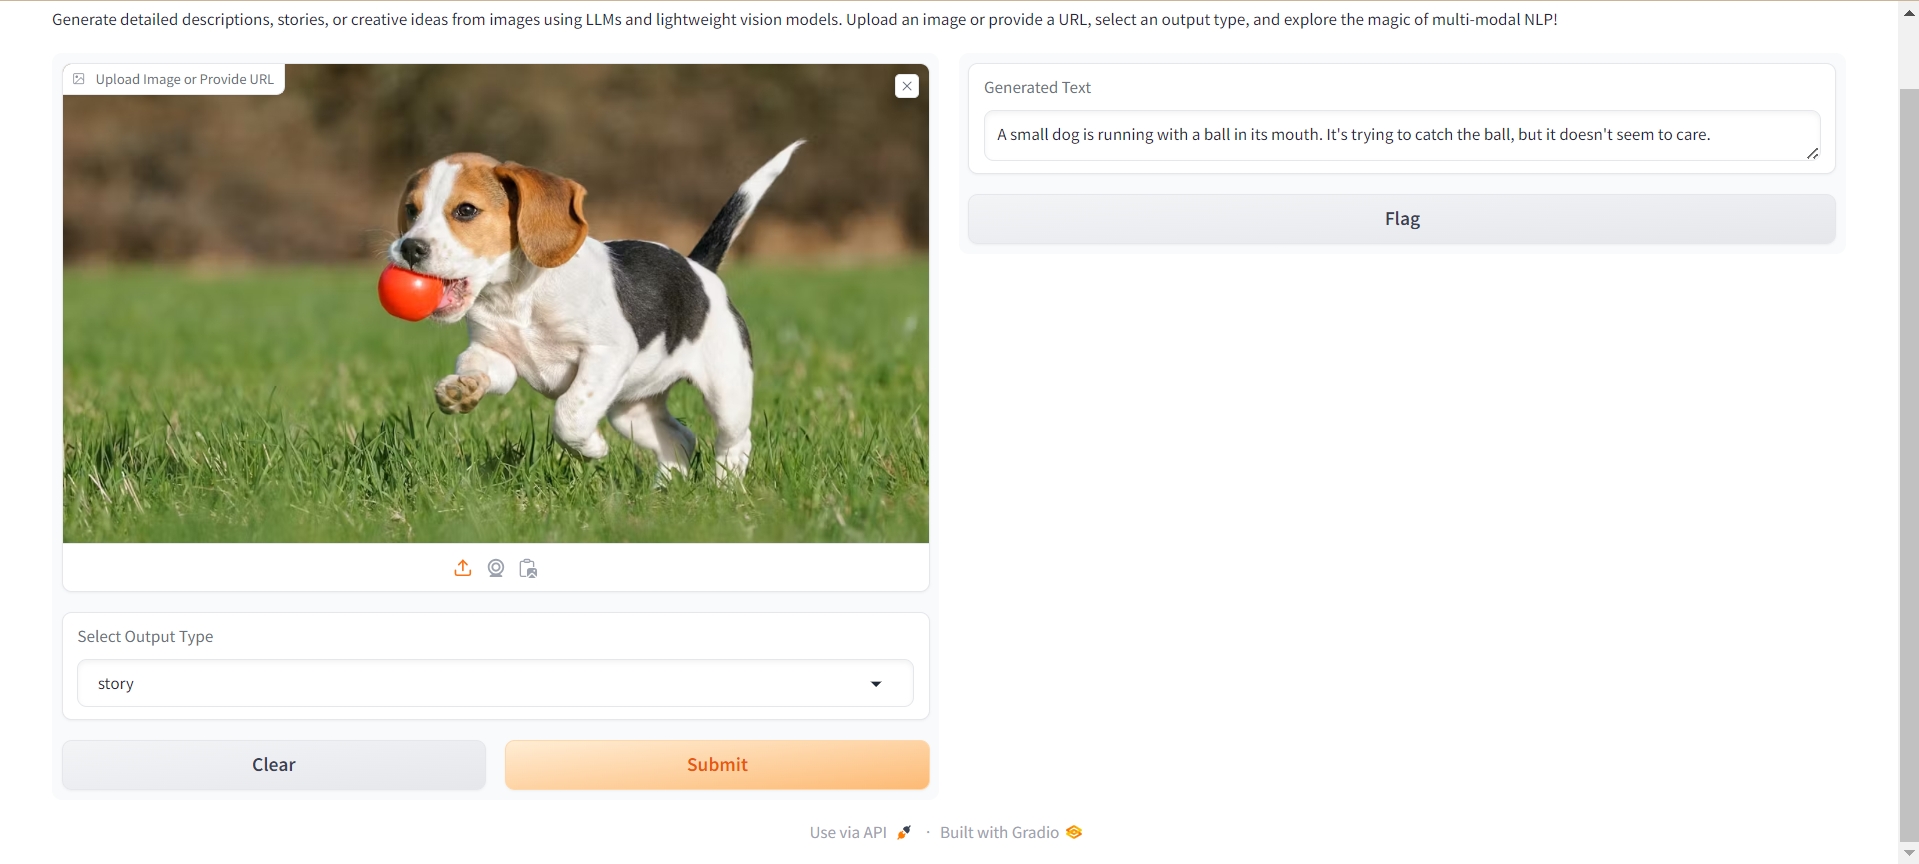 Generate detailed descriptions, stories, or creative ideas from images using LLMs and lightweight vision models. Upload an image or provide a URL, select an output type, and explore the magic of multi-modal NLP!
Upload Image or Provide URL
Select Output Type
story
Clear
Submit
Generated Text
A small dog is running with a ball in its mouth. It's trying to catch the ball, but it doesn't seem to care.
Flag
Use via API · Built with Gradio